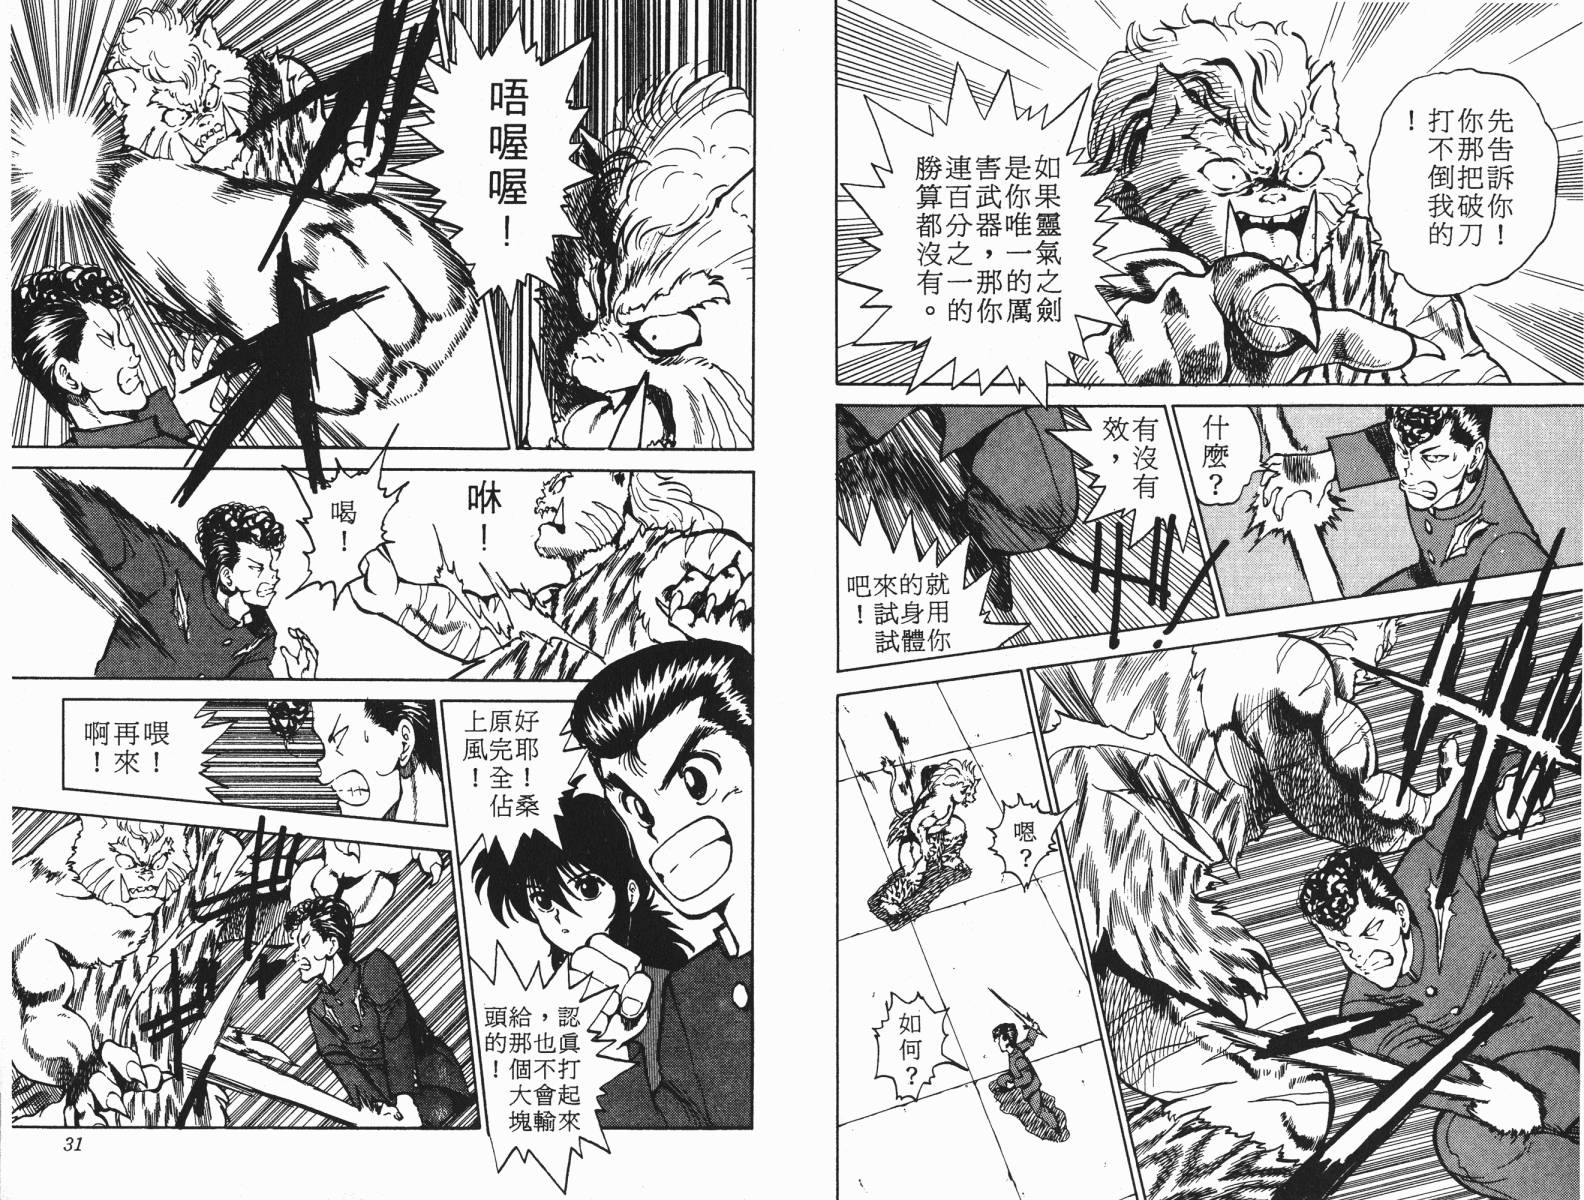 先告訴你！
你那把破刀
打不倒我的
！
如果靈氣之劍
是你唯一的厲
害武器，那你
連百分之一的
勝算都沒有。
什麼？
有沒有
效，
就用你
的身體
來試試
吧！
嗯？
如何？
唔喔喔！
咻！
喝！
好耶！桑
原完全佔
上風！
認眞打起來
，也不會輸
給那個大塊
頭的！
喂！
再來！
啊！
31